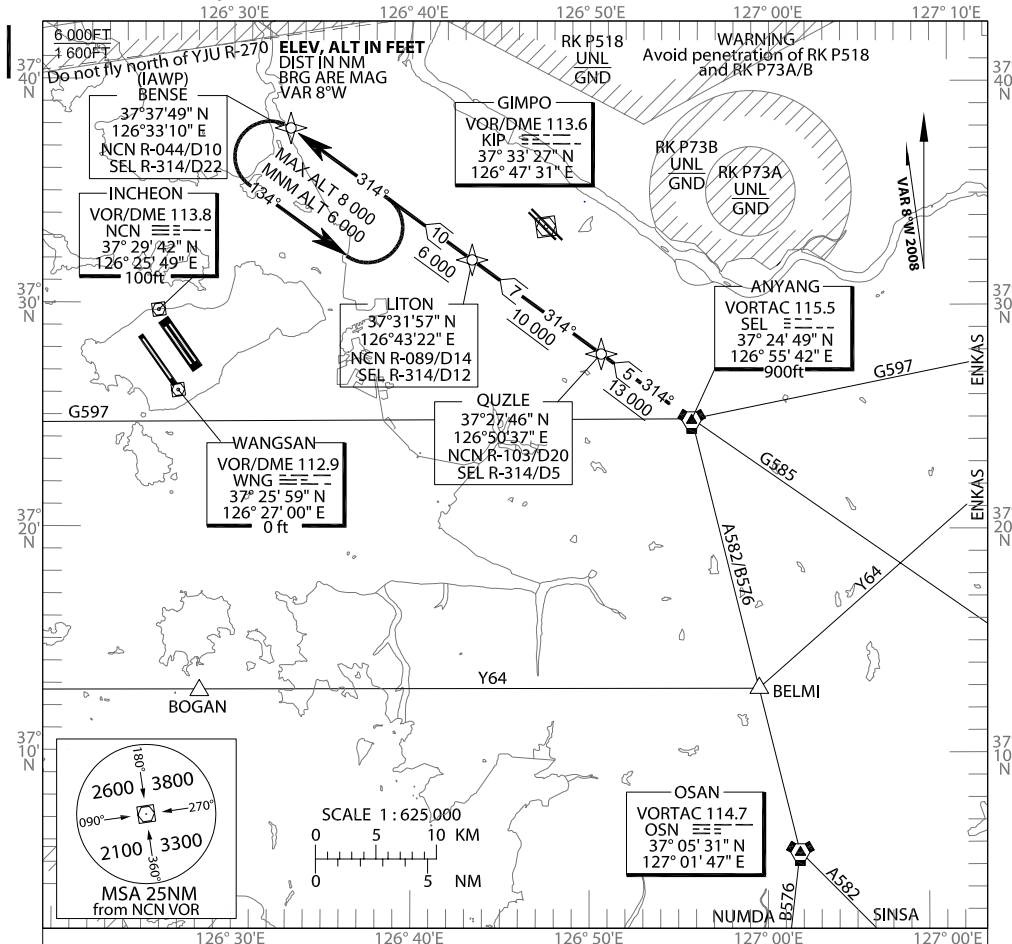 126°30'E 126°40'E 126°50'E 127°00'E 127°10'E
6 000FT
1 600FT
Do not fly north of YJU R-270
ELEV, ALT IN FEET
DIST IN NM
BRG ARE MAG
VAR 8°W
RK P518
UNL
GND
WARNING
Avoid penetration of RK P518
and RK P73A/B
37°
40'
N
40
N
(IAWP)
BENSE
37°37'49" N
126°33'10" E
NCN R-044/D10
SEL R-314/D22
GIMPO
VOR/DME 113.6
KIP
37° 33' 27" N
126° 47' 31" E
RK P73B
UNL
GND
RK P73A
UNL
GND
VAR 8°W 2008
MAX ALT 8 000
MNM ALT 6.000
314°
134°
INCHEON
VOR/DME 113.8
NCN
37° 29' 42" N
126° 25' 49" E
100ft
10
6 000
7
314°
10 000
5
314°
13 000
37°
30'
N
37
30
N
LITON
37°31'57" N
126°43'22" E
NCN R-089/D14
SEL R-314/D12
ANYANG
VORTAC 115.5
SEL
37° 24' 49" N
126° 55' 42" E
900ft
QUZLE
37°27'46" N
126°50'37" E
NCN R-103/D20
SEL R-314/D5
G597
G597
ENKAS
WANGSAN
VOR/DME 112.9
WNG
37° 25' 59" N
126° 27' 00" E
0 ft
G585
ENKAS
A582/B576
Y64
37°
20'
N
37
20
N
Y64
BOGAN
BELMI
37°
10'
N
37
10
N
180°
2600 3800
090° 270°
2100 3300
360°
MSA 25NM
from NCN VOR
SCALE 1 : 625 000
0 5 10 KM
0 5 NM
OSAN
VORTAC 114.7
OSN
37° 05' 31" N
127° 01' 47" E
NUMDA
B576
A582
SINSA
126°30'E 126°40'E 126°50'E 127°00'E 127°00'E